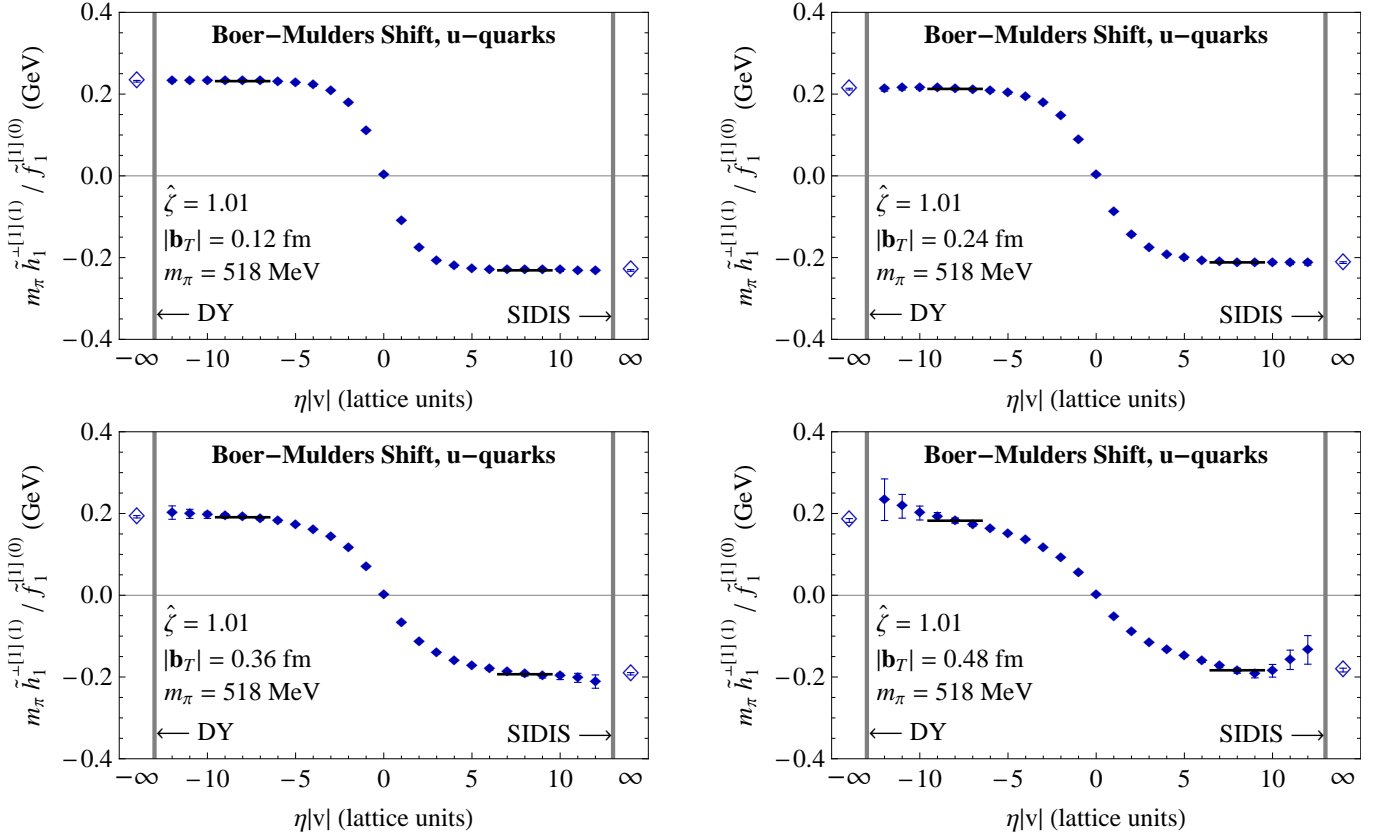 Boer−Mulders Shift, u−quarks
m_π h̃_1^{⊥[1](1)} / f̃_1^{[1](0)} (GeV)
0.4
0.2
0.0
−0.2
−0.4
ζ̂ = 1.01
|b_T| = 0.12 fm
m_π = 518 MeV
← DY
SIDIS →
−∞ −10 −5 0 5 10 ∞
η|v| (lattice units)
Boer−Mulders Shift, u−quarks
m_π h̃_1^{⊥[1](1)} / f̃_1^{[1](0)} (GeV)
0.4
0.2
0.0
−0.2
−0.4
ζ̂ = 1.01
|b_T| = 0.24 fm
m_π = 518 MeV
← DY
SIDIS →
−∞ −10 −5 0 5 10 ∞
η|v| (lattice units)
Boer−Mulders Shift, u−quarks
m_π h̃_1^{⊥[1](1)} / f̃_1^{[1](0)} (GeV)
0.4
0.2
0.0
−0.2
−0.4
ζ̂ = 1.01
|b_T| = 0.36 fm
m_π = 518 MeV
← DY
SIDIS →
−∞ −10 −5 0 5 10 ∞
η|v| (lattice units)
Boer−Mulders Shift, u−quarks
m_π h̃_1^{⊥[1](1)} / f̃_1^{[1](0)} (GeV)
0.4
0.2
0.0
−0.2
−0.4
ζ̂ = 1.01
|b_T| = 0.48 fm
m_π = 518 MeV
← DY
SIDIS →
−∞ −10 −5 0 5 10 ∞
η|v| (lattice units)